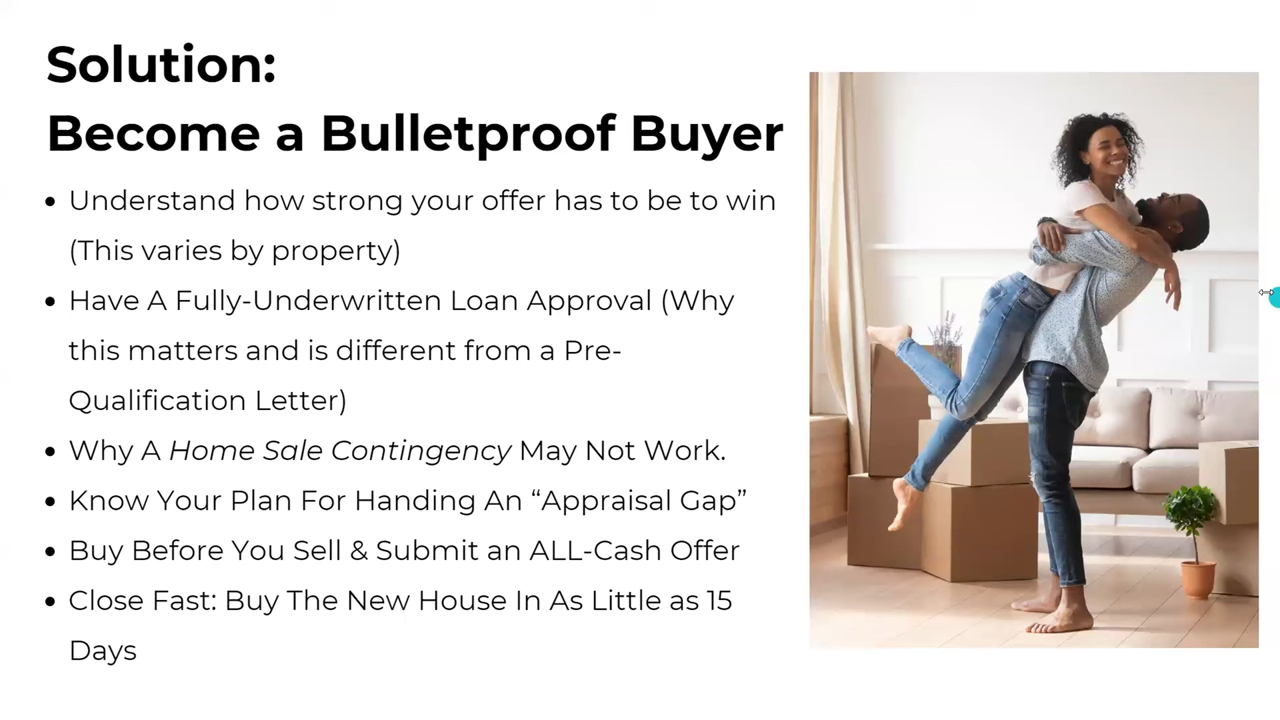 Solution:
Become a Bulletproof Buyer
• Understand how strong your offer has to be to win
(This varies by property)
• Have A Fully-Underwritten Loan Approval (Why
this matters and is different from a Pre-
Qualification Letter)
• Why A Home Sale Contingency May Not Work.
• Know Your Plan For Handing An “Appraisal Gap”
• Buy Before You Sell & Submit an ALL-Cash Offer
• Close Fast: Buy The New House In As Little as 15
Days